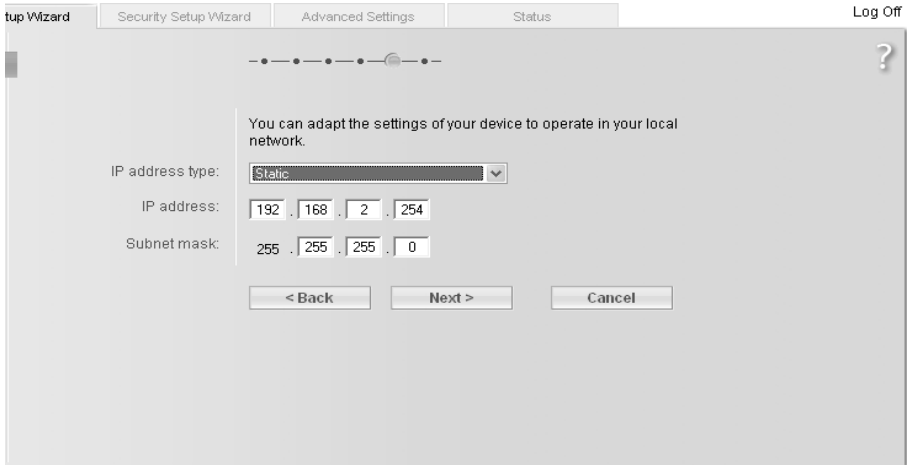 tup Wizard Security Setup Wizard Advanced Settings Status Log Off
?
You can adapt the settings of your device to operate in your local
network.
IP address type: Static
IP address: 192 . 168 . 2 . 254
Subnet mask: 255 . 255 . 255 . 0
< Back Next > Cancel